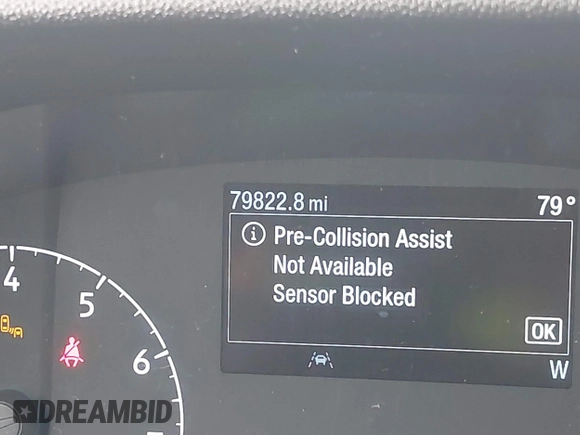 79822.8 mi 79°
Pre-Collision Assist
Not Available
Sensor Blocked
OK
W
4
5
6
DREAMBID